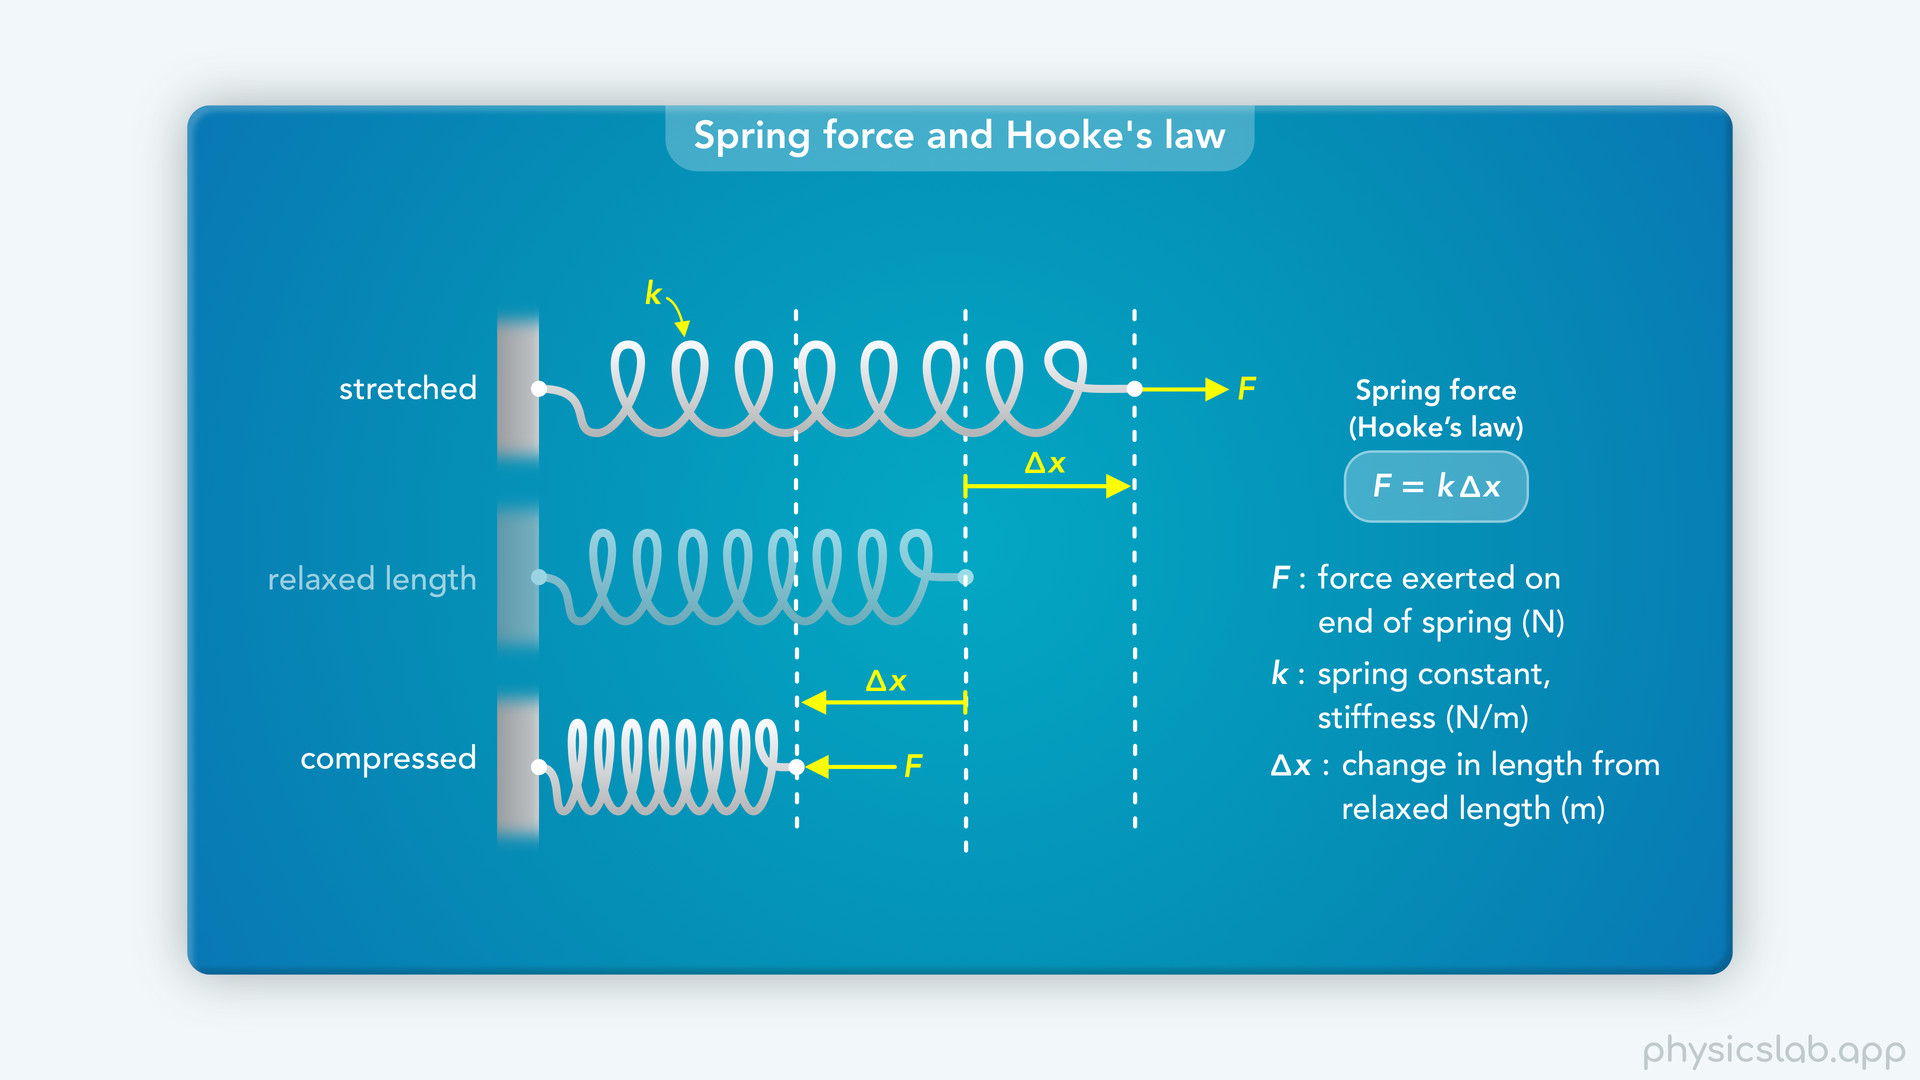 Spring force and Hooke's law
k
stretched
F
Δx
relaxed length
Δx
compressed
F
Spring force
(Hooke’s law)
F = k Δx
F : force exerted on
end of spring (N)
k : spring constant,
stiffness (N/m)
Δx : change in length from
relaxed length (m)
physicslab.app